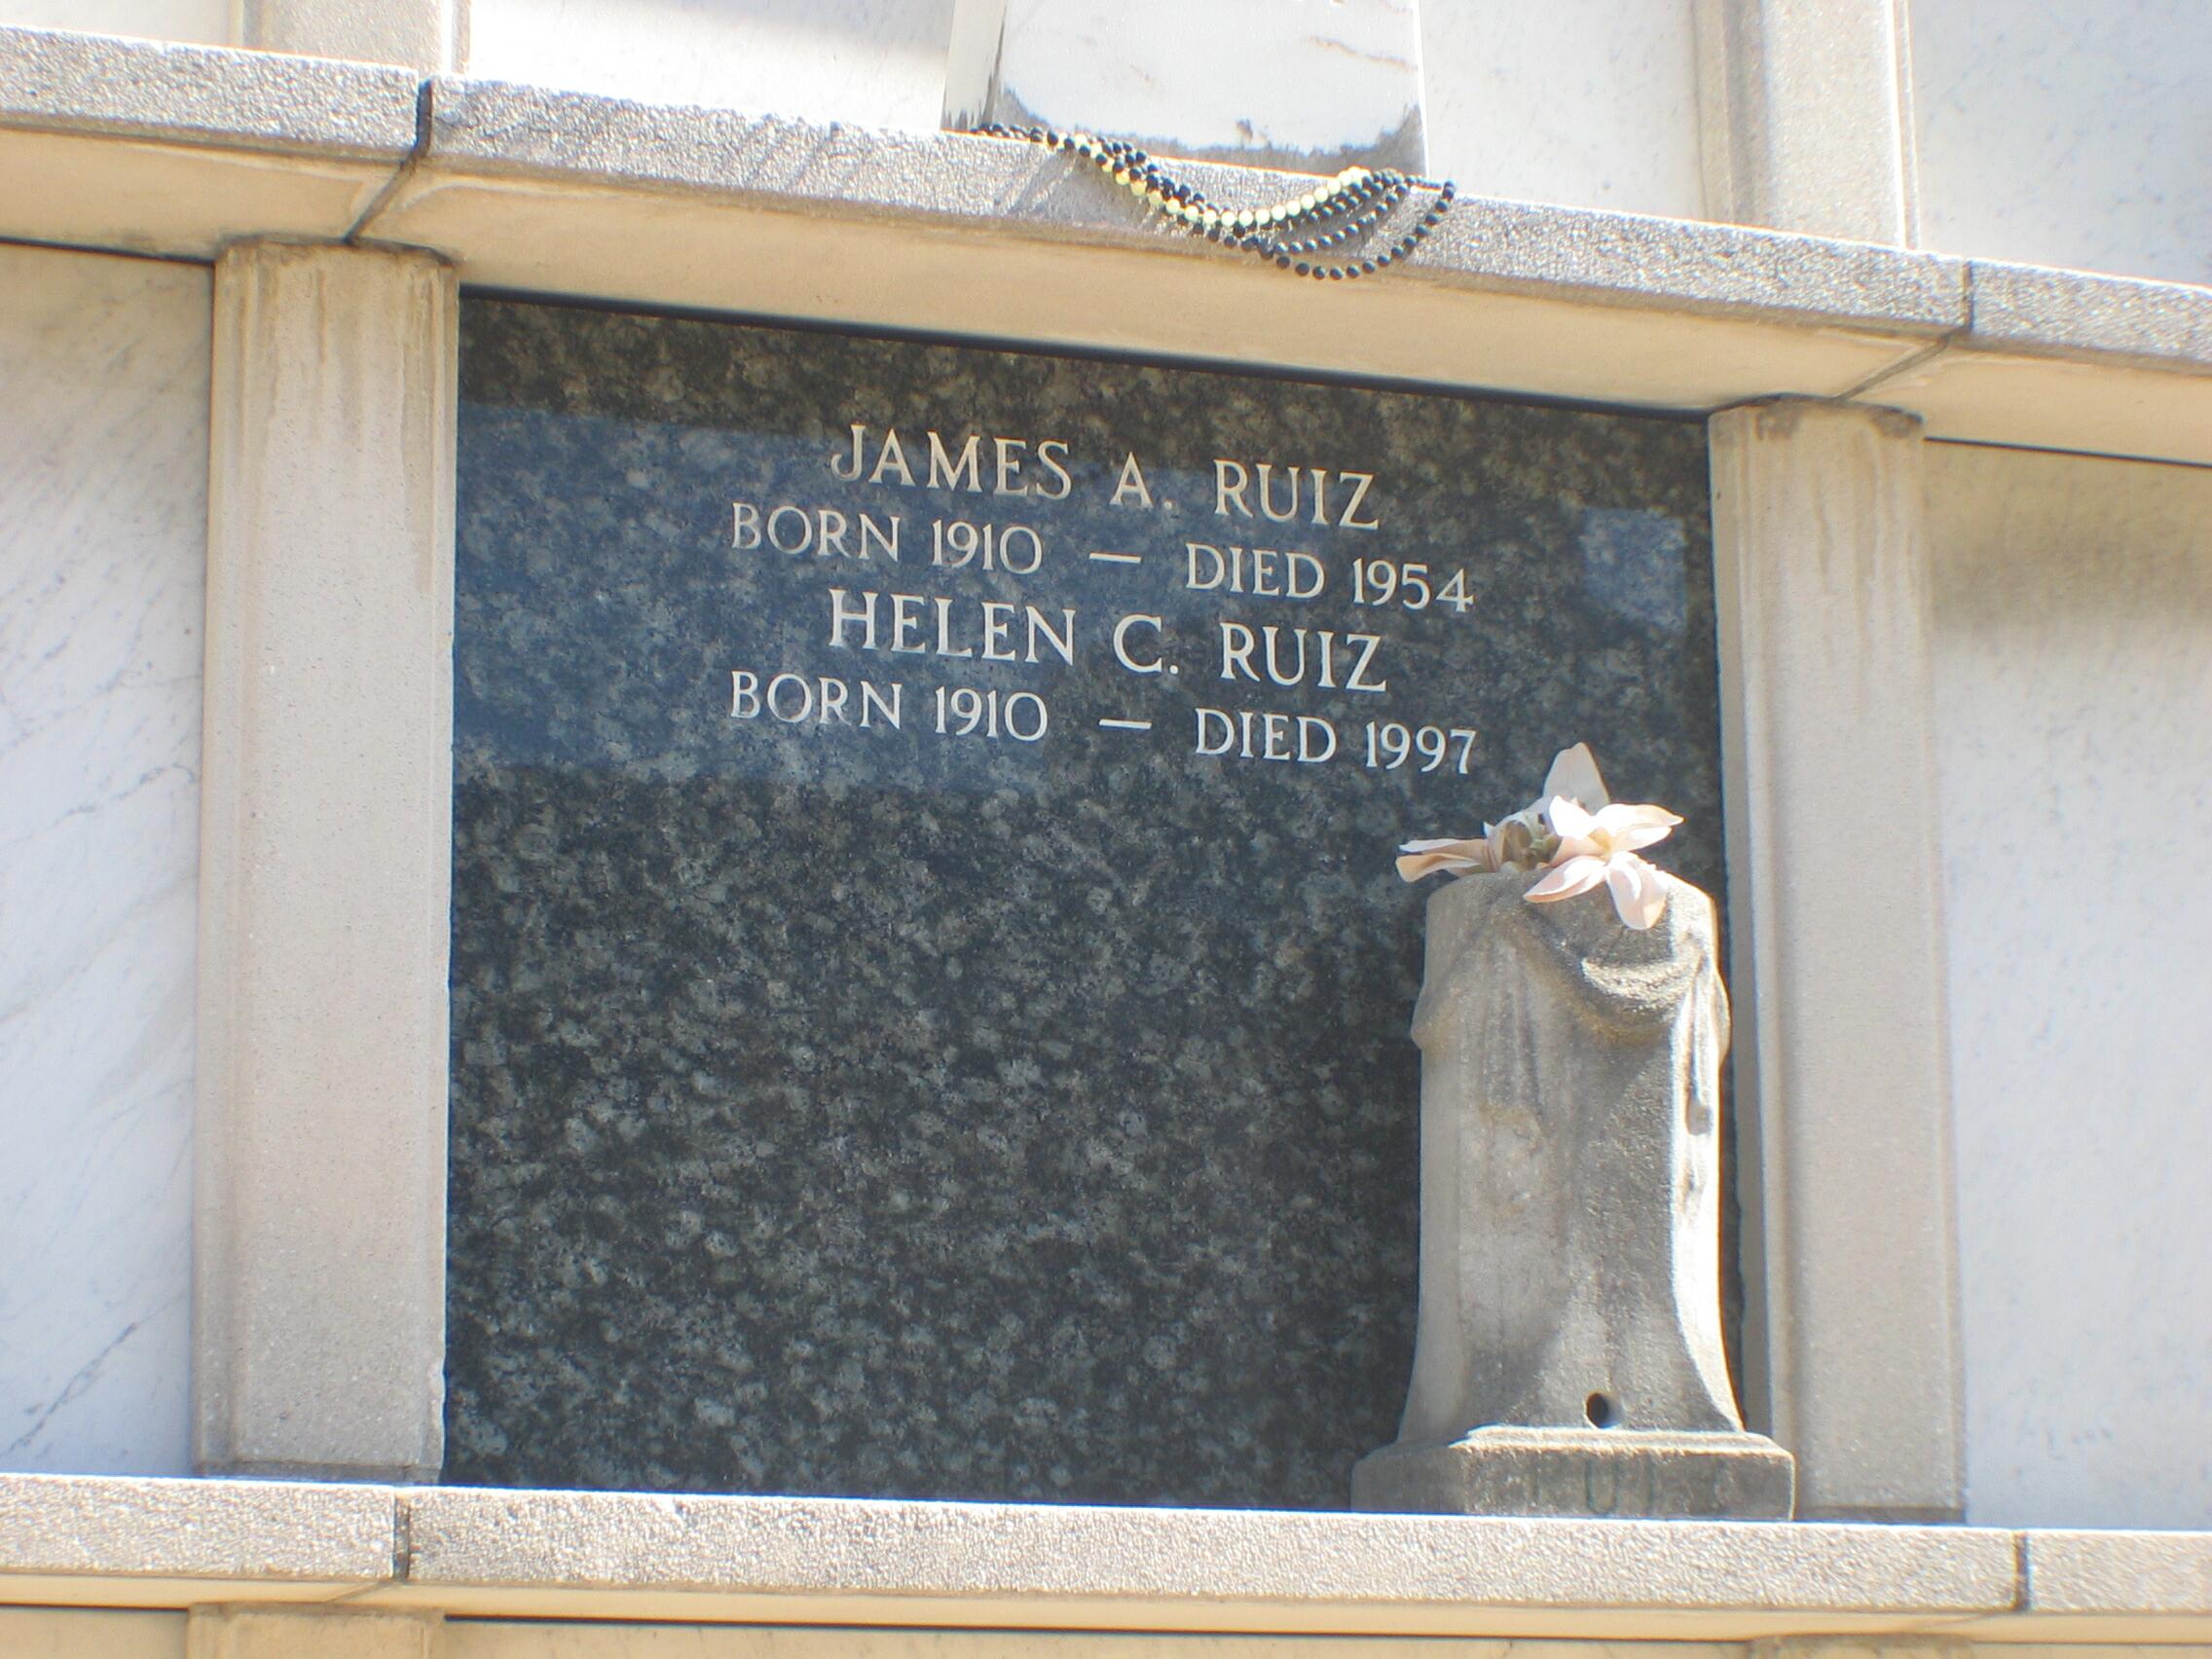 JAMES A. RUIZ
BORN 1910 — DIED 1954
HELEN C. RUIZ
BORN 1910 — DIED 1997